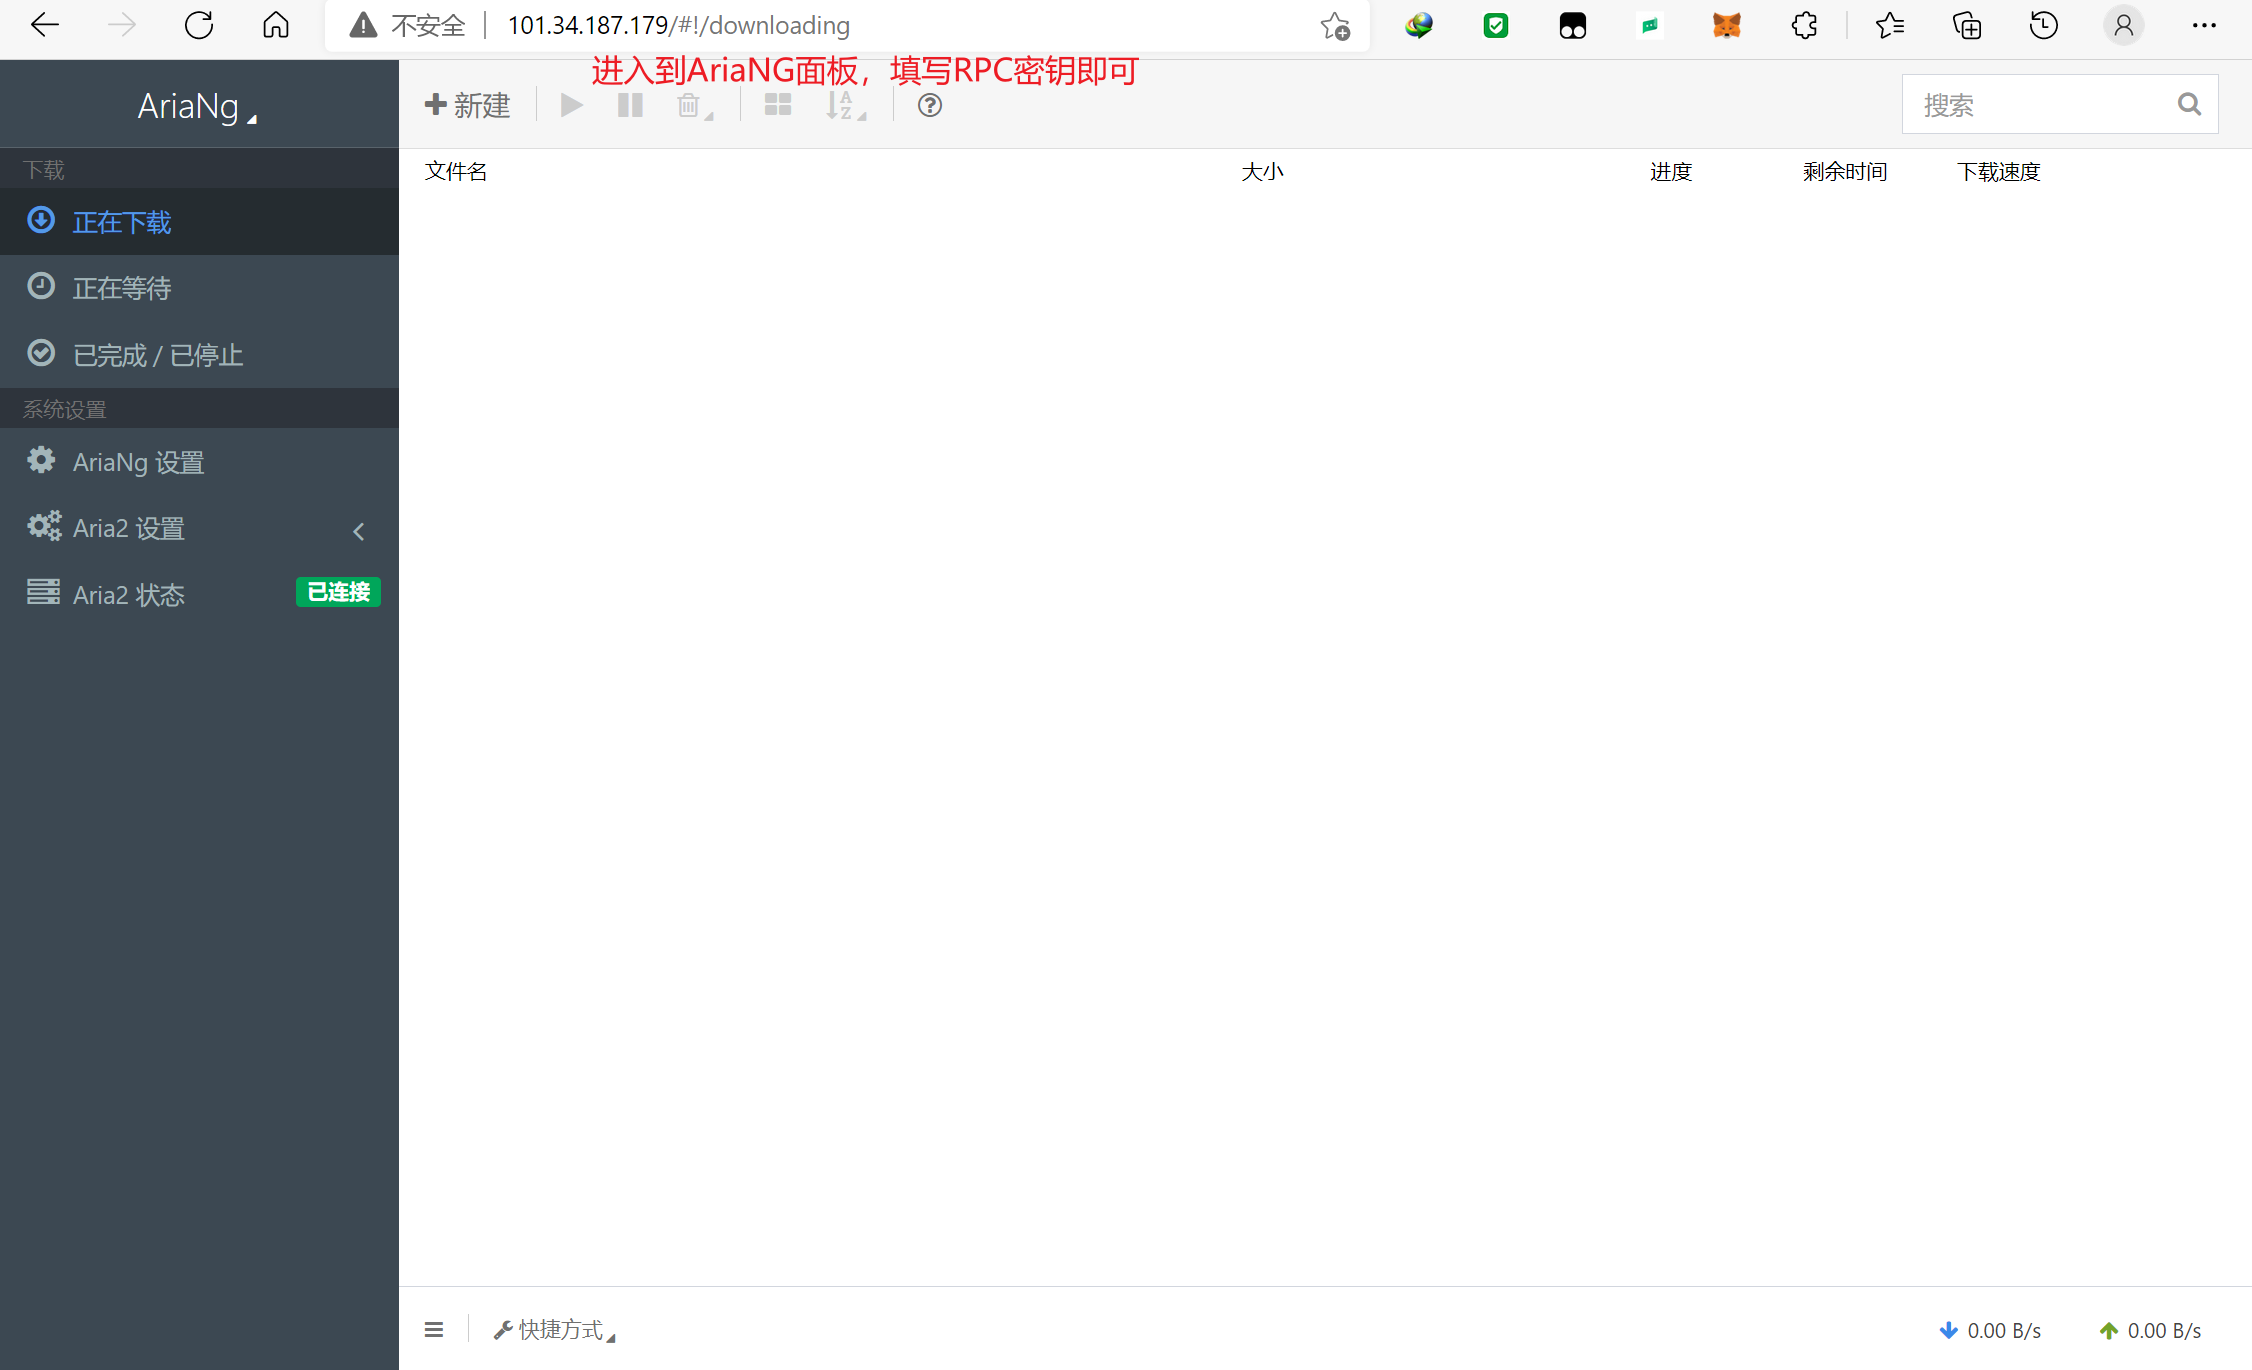 不安全 101.34.187.179/#!/downloading
进入到AriaNG面板，填写RPC密钥即可
AriaNg
新建
搜索
下载
正在下载
正在等待
已完成 / 已停止
系统设置
AriaNg 设置
Aria2 设置
Aria2 状态 已连接
文件名 大小 进度 剩余时间 下载速度
快捷方式 0.00 B/s 0.00 B/s